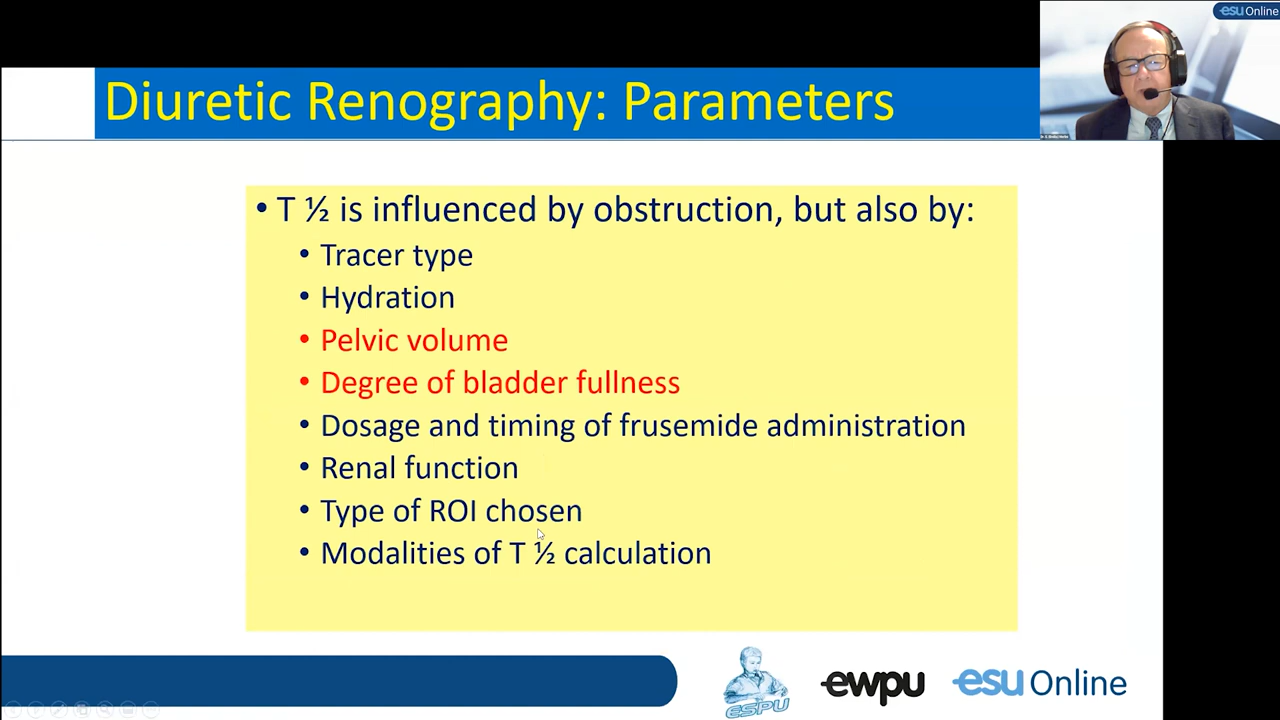 esu Online
Diuretic Renography: Parameters
• T ½ is influenced by obstruction, but also by:
• Tracer type
• Hydration
• Pelvic volume
• Degree of bladder fullness
• Dosage and timing of frusemide administration
• Renal function
• Type of ROI chosen
• Modalities of T ½ calculation
ESPU
ewpu
esu Online